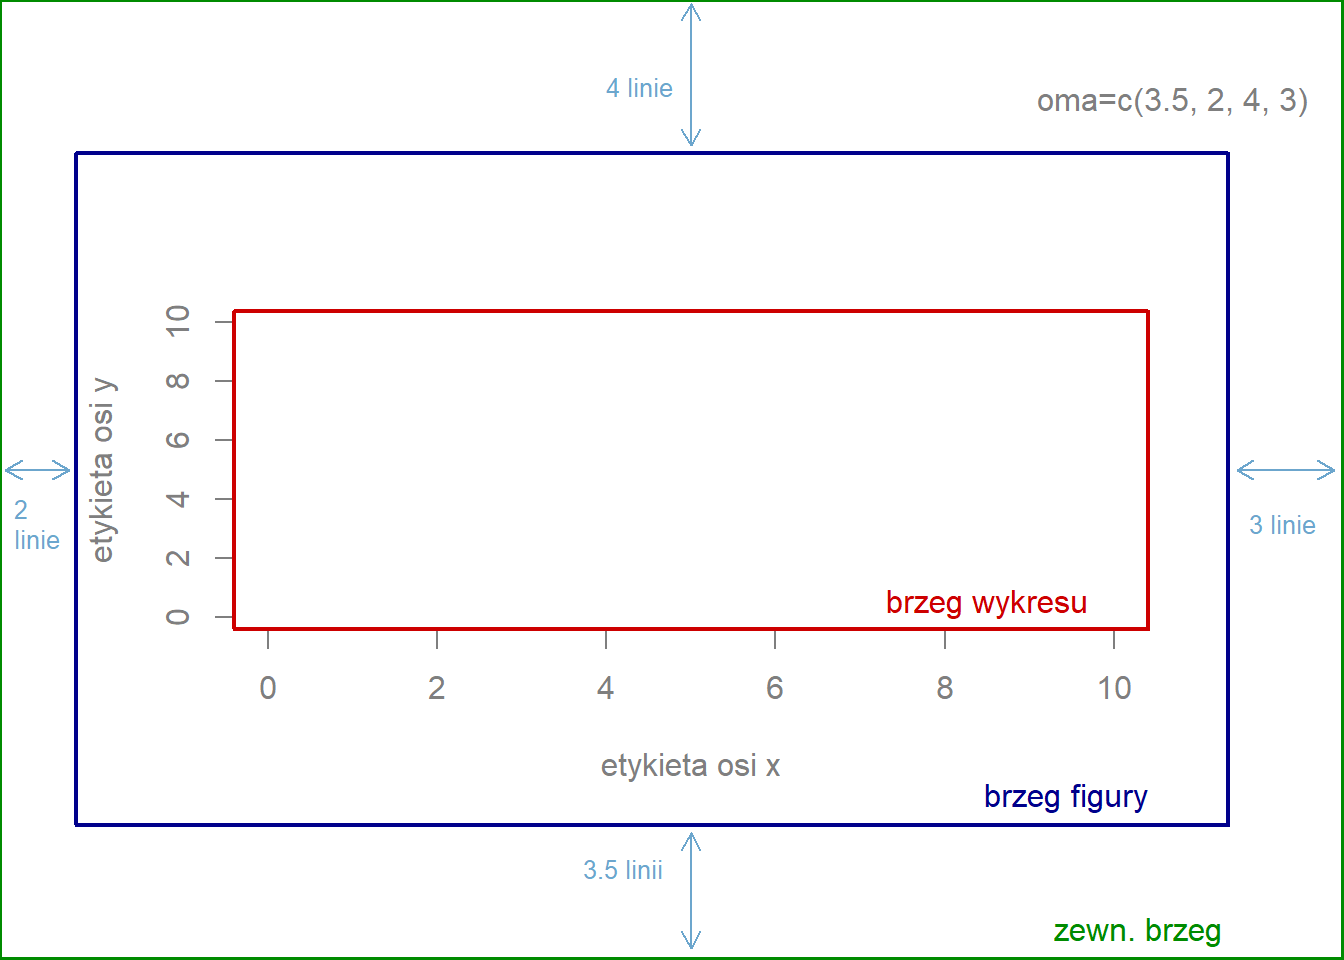 4 linie
oma=c(3.5, 2, 4, 3)
10
8
6
4
2
0
etykieta osi y
2
linie
3 linie
brzeg wykresu
0 2 4 6 8 10
etykieta osi x
brzeg figury
3.5 linii
zewn. brzeg